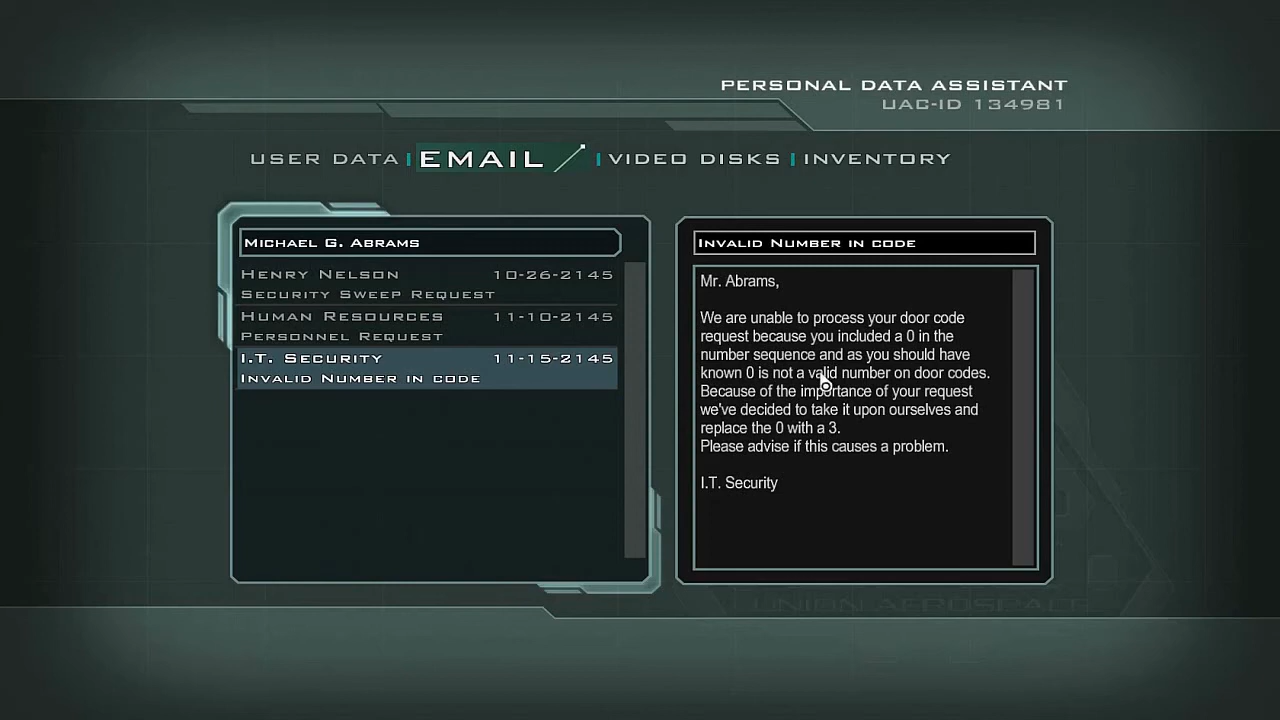 PERSONAL DATA ASSISTANT
UAC-ID 134981
USER DATA EMAIL VIDEO DISKS INVENTORY
MICHAEL G. ABRAMS
HENRY NELSON 10-26-2145
SECURITY SWEEP REQUEST
HUMAN RESOURCES 11-10-2145
PERSONNEL REQUEST
I.T. SECURITY 11-15-2145
INVALID NUMBER IN CODE
INVALID NUMBER IN CODE
Mr. Abrams,
We are unable to process your door code
request because you included a 0 in the
number sequence and as you should have
known 0 is not a valid number on door codes.
Because of the importance of your request
we've decided to take it upon ourselves and
replace the 0 with a 3.
Please advise if this causes a problem.
I.T. Security
UNION AEROSPACE